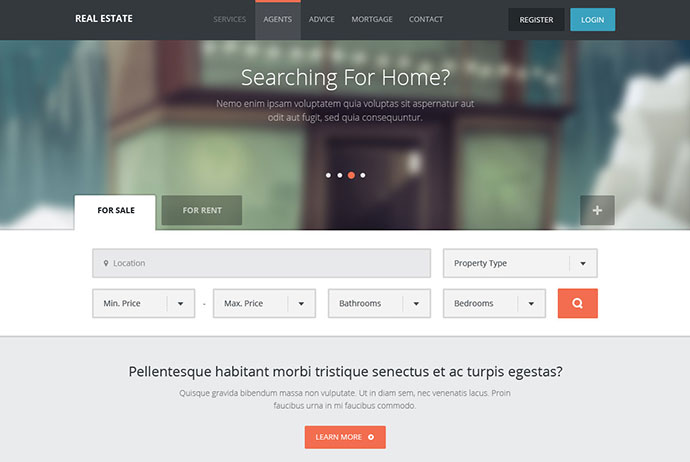 REAL ESTATE SERVICES AGENTS ADVICE MORTGAGE CONTACT REGISTER LOGIN
Searching For Home?
Nemo enim ipsam voluptatem quia voluptas sit aspernatur aut
odit aut fugit, sed quia consequuntur.
FOR SALE FOR RENT +
Location Property Type
Min. Price - Max. Price Bathrooms Bedrooms
Pellentesque habitant morbi tristique senectus et ac turpis egestas?
Quisque gravida bibendum massa non vulputate. Ut in diam sem, nec venenatis lacus. Proin
faucibus urna in mi faucibus commodo.
LEARN MORE